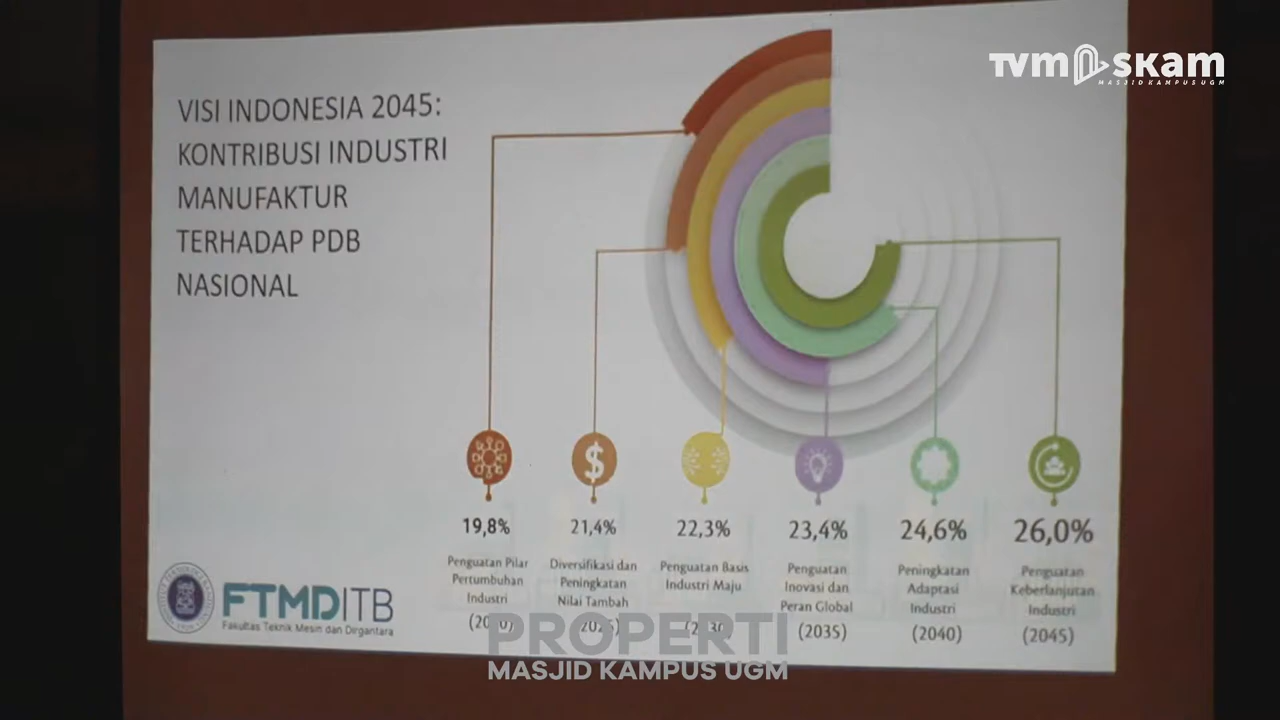 TVM SKAM
MASJID KAMPUS UGM
VISI INDONESIA 2045:
KONTRIBUSI INDUSTRI
MANUFAKTUR
TERHADAP PDB
NASIONAL
19,8%
Penguatan Pilar
Pertumbuhan
Industri
21,4%
Diversifikasi dan
Peningkatan
Nilai Tambah
22,3%
Penguatan Basis
Industri Maju
23,4%
Penguatan
Inovasi dan
Peran Global
(2035)
24,6%
Peningkatan
Adaptasi
Industri
(2040)
26,0%
Penguatan
Keberlanjutan
Industri
(2045)
FTMD ITB
Fakultas Teknik Mesin dan Dirgantara
PROPERTI
MASJID KAMPUS UGM